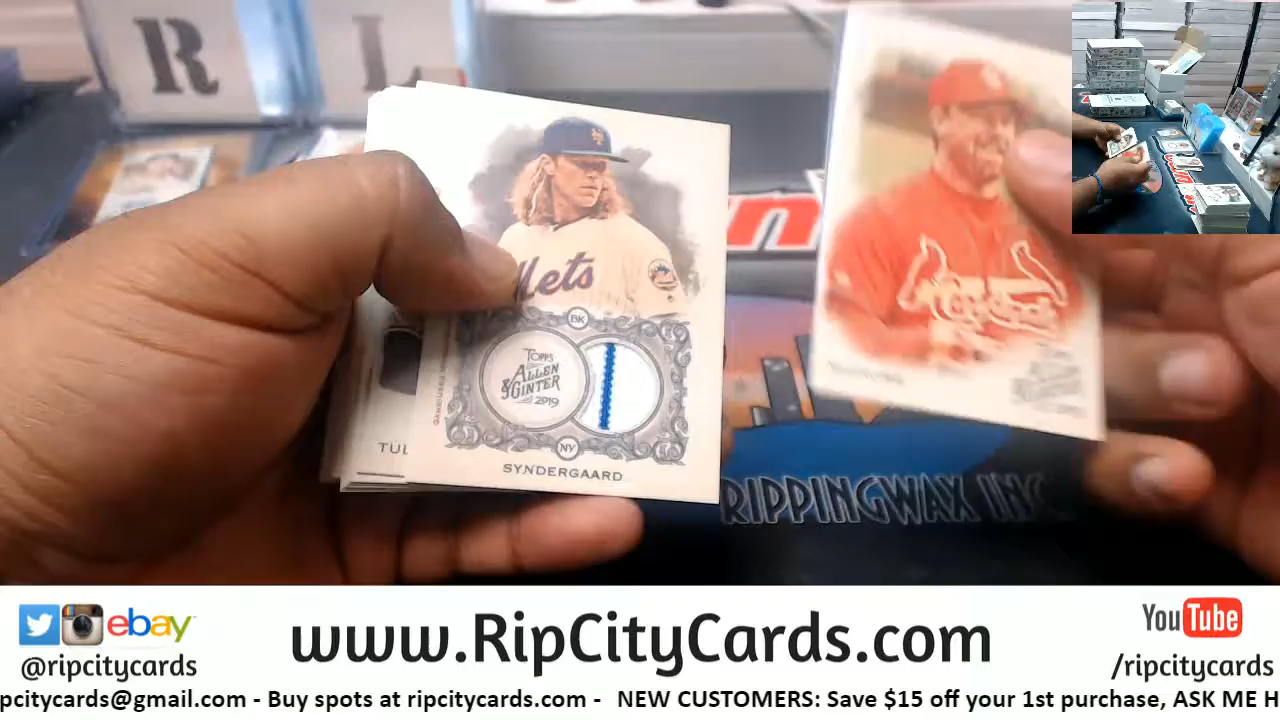 R L
Mets
BK
TOPPS
ALLEN
& GINTER
2019
NY
SYNDERGAARD
TUL
RIPPINGWAX INC
ebay
@ripcitycards
www.RipCityCards.com
YouTube
/ripcitycards
pcitycards@gmail.com - Buy spots at ripcitycards.com - NEW CUSTOMERS: Save $15 off your 1st purchase, ASK ME H